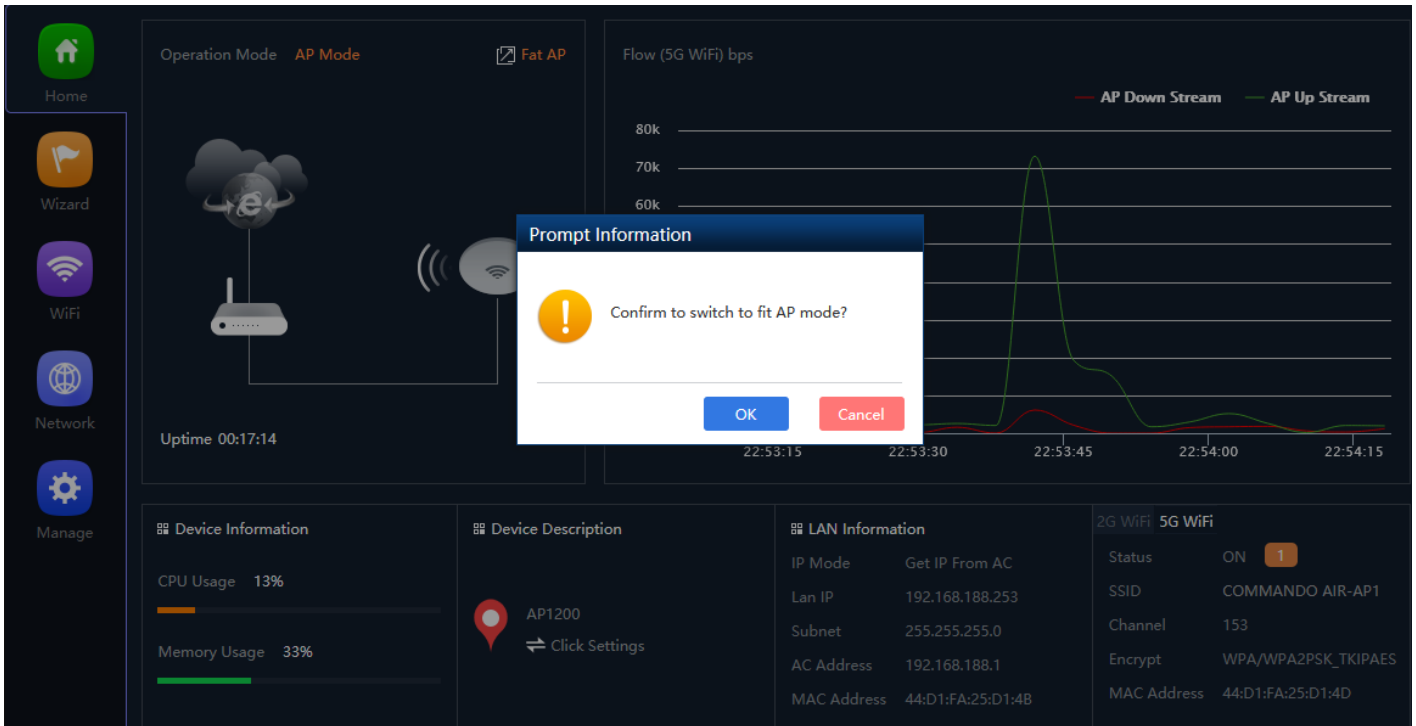 Home
Wizard
WiFi
Network
Manage
Operation Mode AP Mode Fat AP
Uptime 00:17:14
Flow (5G WiFi) bps
AP Down Stream AP Up Stream
80k
70k
60k
22:53:15 22:53:30 22:53:45 22:54:00 22:54:15
Prompt Information
Confirm to switch to fit AP mode?
OK Cancel
Device Information
CPU Usage 13%
Memory Usage 33%
Device Description
AP1200
Click Settings
LAN Information
IP Mode Get IP From AC
Lan IP 192.168.188.253
Subnet 255.255.255.0
AC Address 192.168.188.1
MAC Address 44:D1:FA:25:D1:4B
2G WiFi 5G WiFi
Status ON 1
SSID COMMANDO AIR-AP1
Channel 153
Encrypt WPA/WPA2PSK_TKIPAES
MAC Address 44:D1:FA:25:D1:4D